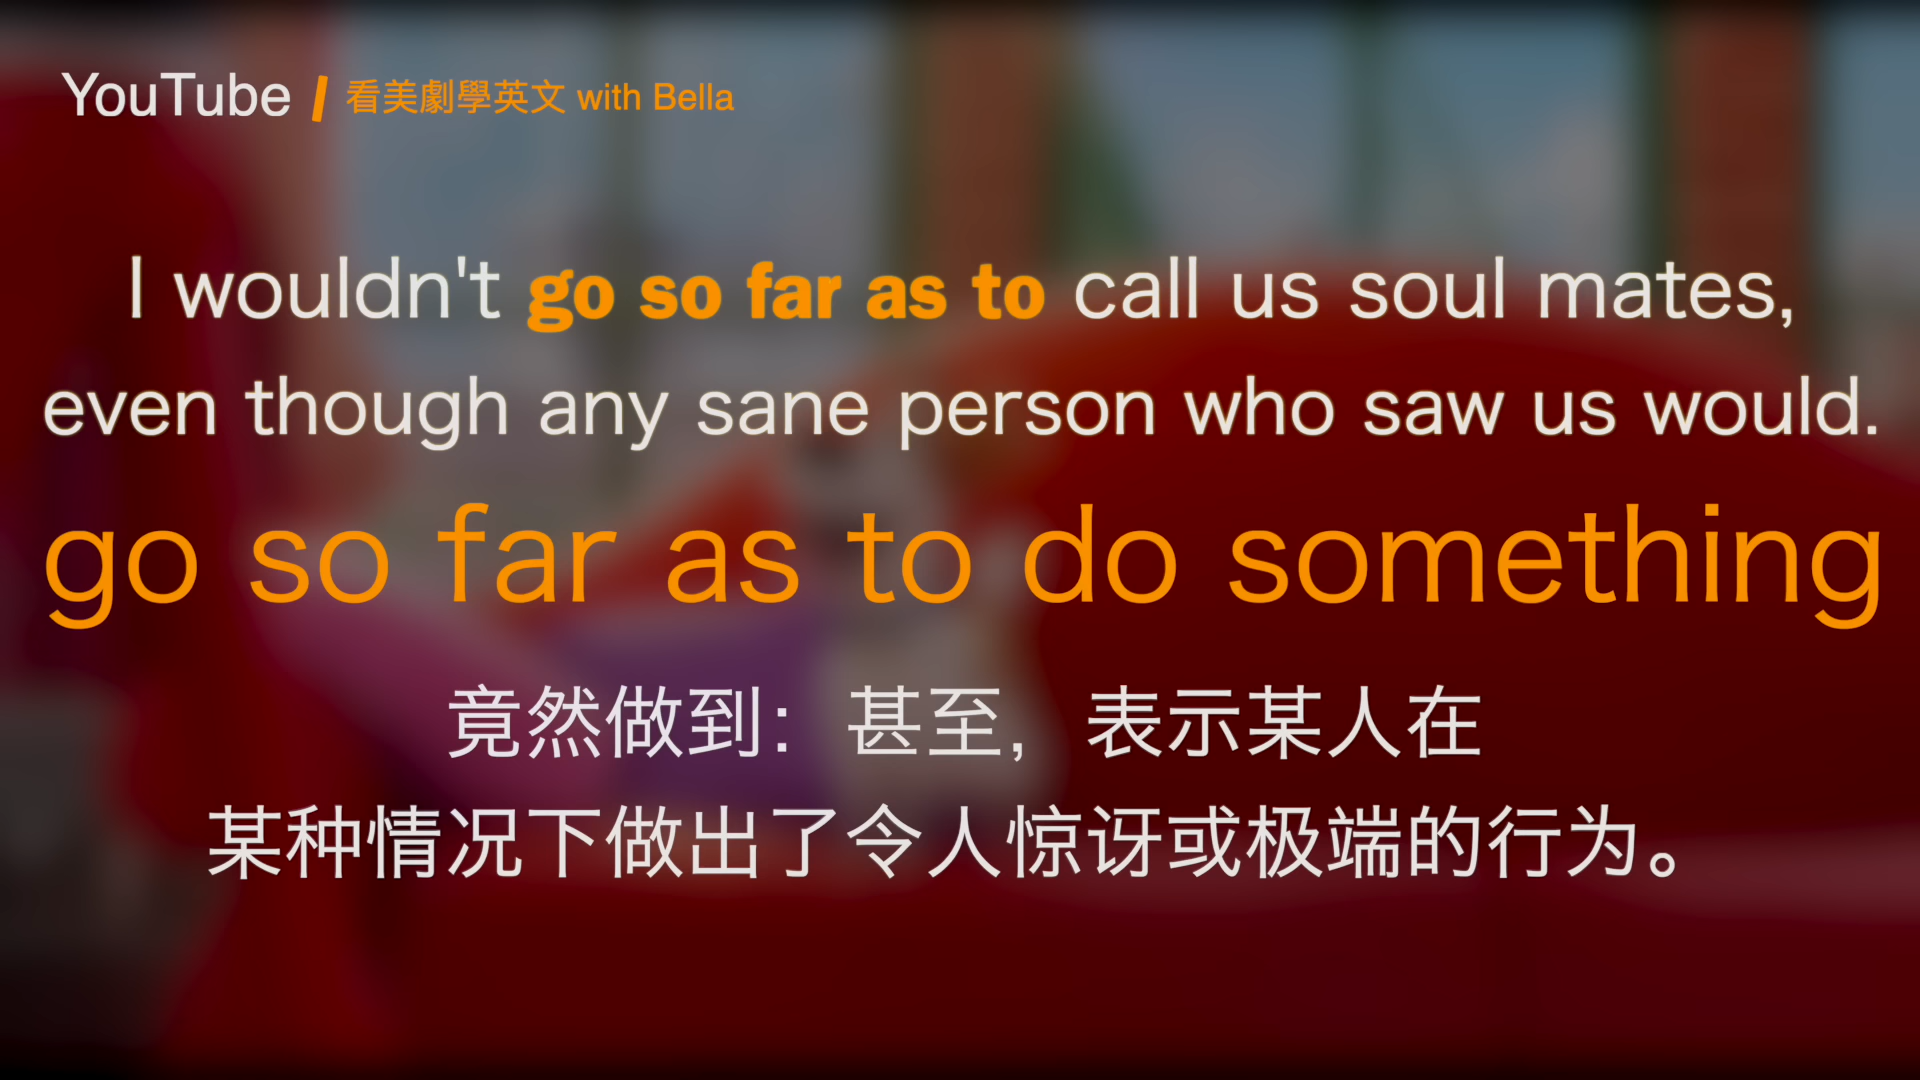 YouTube / 看美劇學英文 with Bella
I wouldn't go so far as to call us soul mates,
even though any sane person who saw us would.
go so far as to do something
竟然做到：甚至，表示某人在
某种情况下做出了令人惊讶或极端的行为。